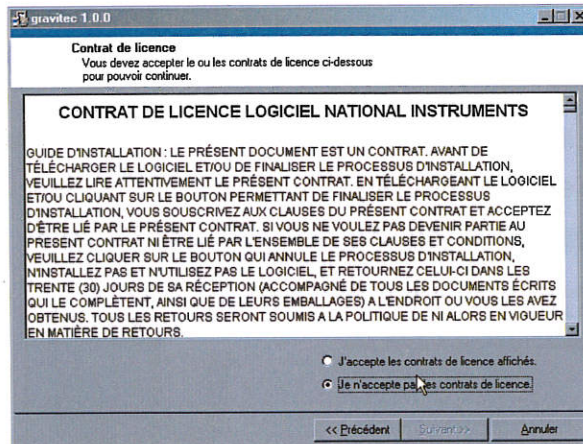 gravitec 1.0.0
Contrat de licence
Vous devez accepter le ou les contrats de licence ci-dessous
pour pouvoir continuer.
CONTRAT DE LICENCE LOGICIEL NATIONAL INSTRUMENTS
GUIDE D'INSTALLATION : LE PRÉSENT DOCUMENT EST UN CONTRAT. AVANT DE
TÉLÉCHARGER LE LOGICIEL ET/OU DE FINALISER LE PROCESSUS D'INSTALLATION,
VEUILLEZ LIRE ATTENTIVEMENT LE PRÉSENT CONTRAT. EN TÉLÉCHARGEANT LE LOGICIEL
ET/OU CLIQUANT SUR LE BOUTON PERMETTANT DE FINALISER LE PROCESSUS
D'INSTALLATION, VOUS SOUSCRIVEZ AUX CLAUSES DU PRÉSENT CONTRAT ET ACCEPTEZ
D'ÊTRE LIÉ PAR LE PRÉSENT CONTRAT. SI VOUS NE VOULEZ PAS DEVENIR PARTIE AU
PRESENT CONTRAT NI ÊTRE LIÉ PAR L'ENSEMBLE DE SES CLAUSES ET CONDITIONS,
VEUILLEZ CLIQUER SUR LE BOUTON QUI ANNULE LE PROCESSUS D'INSTALLATION,
N'INSTALLEZ PAS ET N'UTILISEZ PAS LE LOGICIEL, ET RETOURNEZ CELUI-CI DANS LES
TRENTE (30) JOURS DE SA RÉCEPTION (ACCOMPAGNÉ DE TOUS LES DOCUMENTS ÉCRITS
QUI LE COMPLÈTENT, AINSI QUE DE LEURS EMBALLAGES) A L'ENDROIT OU VOUS LES AVEZ
OBTENUS. TOUS LES RETOURS SERONT SOUMIS A LA POLITIQUE DE NI ALORS EN VIGUEUR
EN MATIÈRE DE RETOURS.
J'accepte les contrats de licence affichés.
Je n'accepte pas les contrats de licence.
<< Précédent
Suivant >>
Annuler